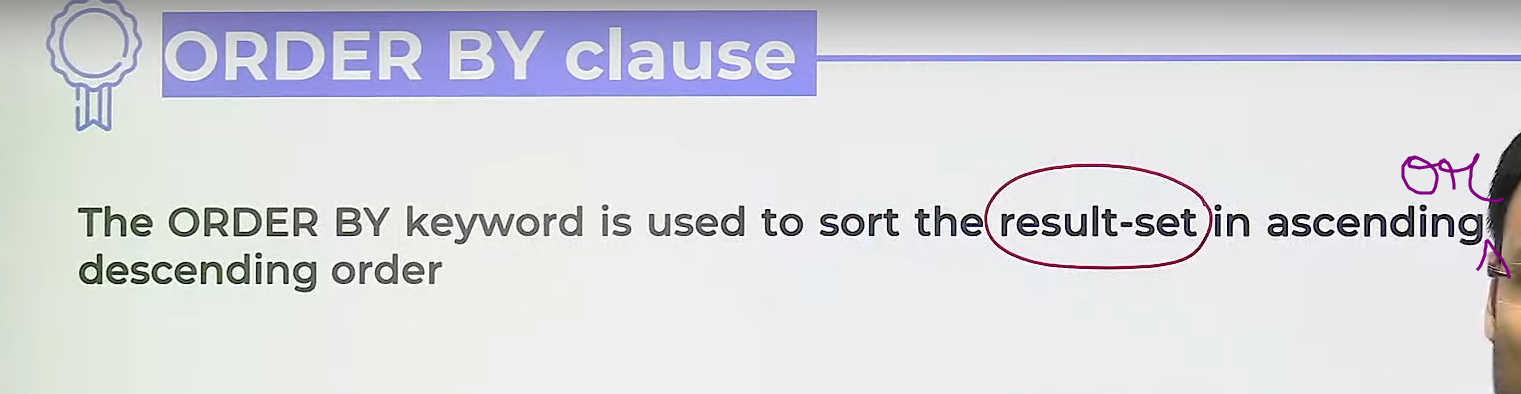 ORDER BY clause
or
The ORDER BY keyword is used to sort the result-set in ascending
descending order